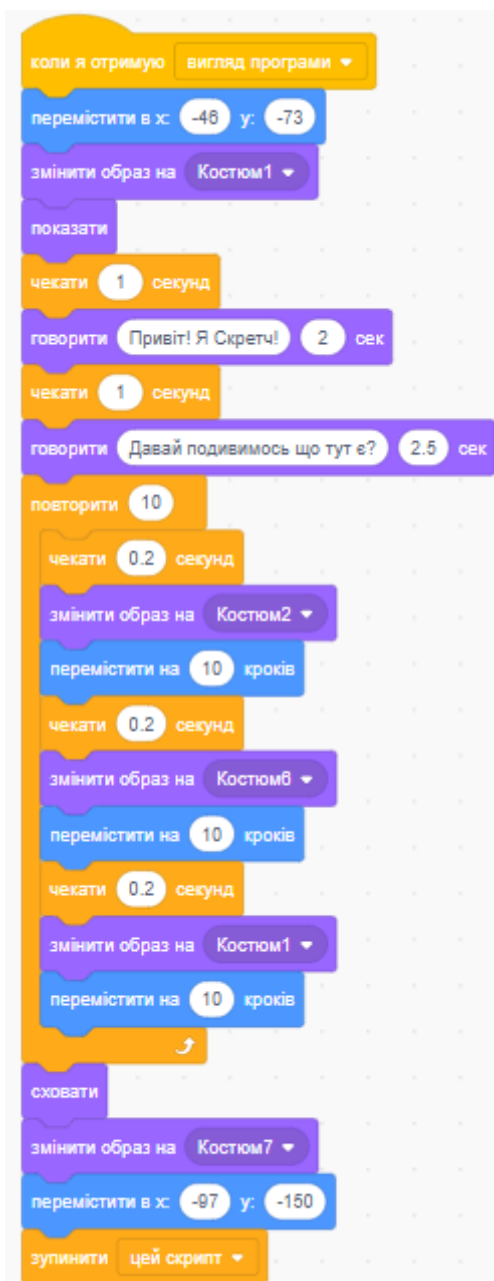 коли я отримую вигляд програми
перемістити в x: -46 y: -73
змінити образ на Костюм1
показати
чекати 1 секунд
говорити Привіт! Я Скретч! 2 сек
чекати 1 секунд
говорити Давай подивимось що тут є? 2.5 сек
повторити 10
чекати 0.2 секунд
змінити образ на Костюм2
перемістити на 10 кроків
чекати 0.2 секунд
змінити образ на Костюм6
перемістити на 10 кроків
чекати 0.2 секунд
змінити образ на Костюм1
перемістити на 10 кроків
сховати
змінити образ на Костюм7
перемістити в x: -97 y: -150
зупинити цей скрипт